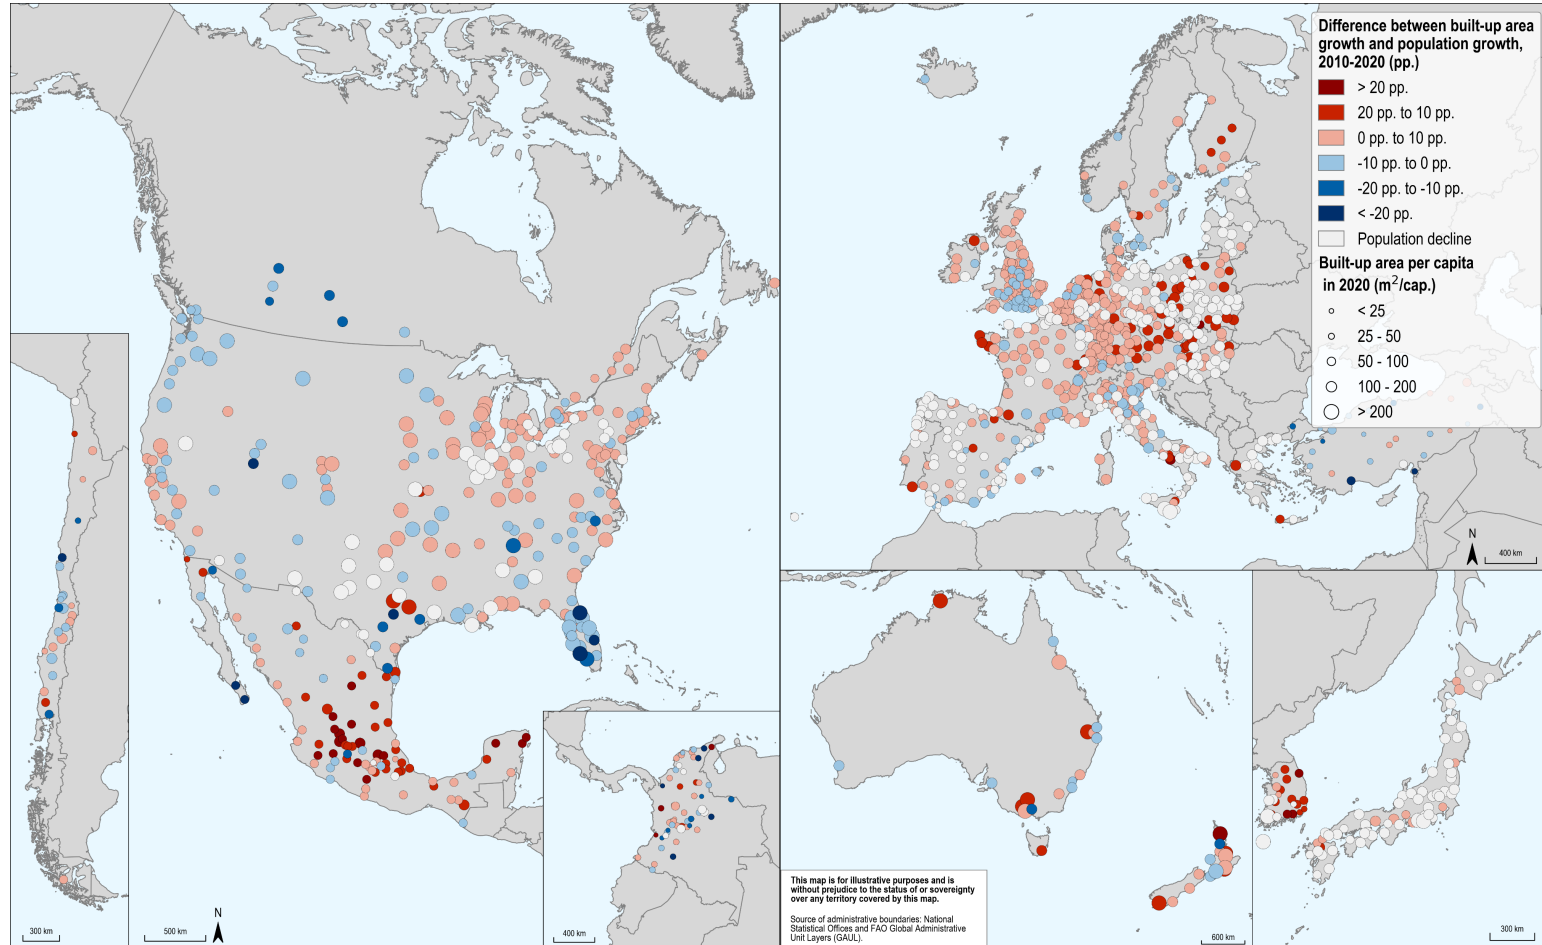 Difference between built-up area
growth and population growth,
2010-2020 (pp.)
> 20 pp.
20 pp. to 10 pp.
0 pp. to 10 pp.
-10 pp. to 0 pp.
-20 pp. to -10 pp.
< -20 pp.
Population decline
Built-up area per capita
in 2020 (m²/cap.)
< 25
25 - 50
50 - 100
100 - 200
> 200
N
400 km
This map is for illustrative purposes and is
without prejudice to the status of or sovereignty
over any territory covered by this map.
Source of administrative boundaries: National
Statistical Offices and FAO Global Administrative
Unit Layers (GAUL).
300 km
N
500 km
400 km
600 km
300 km